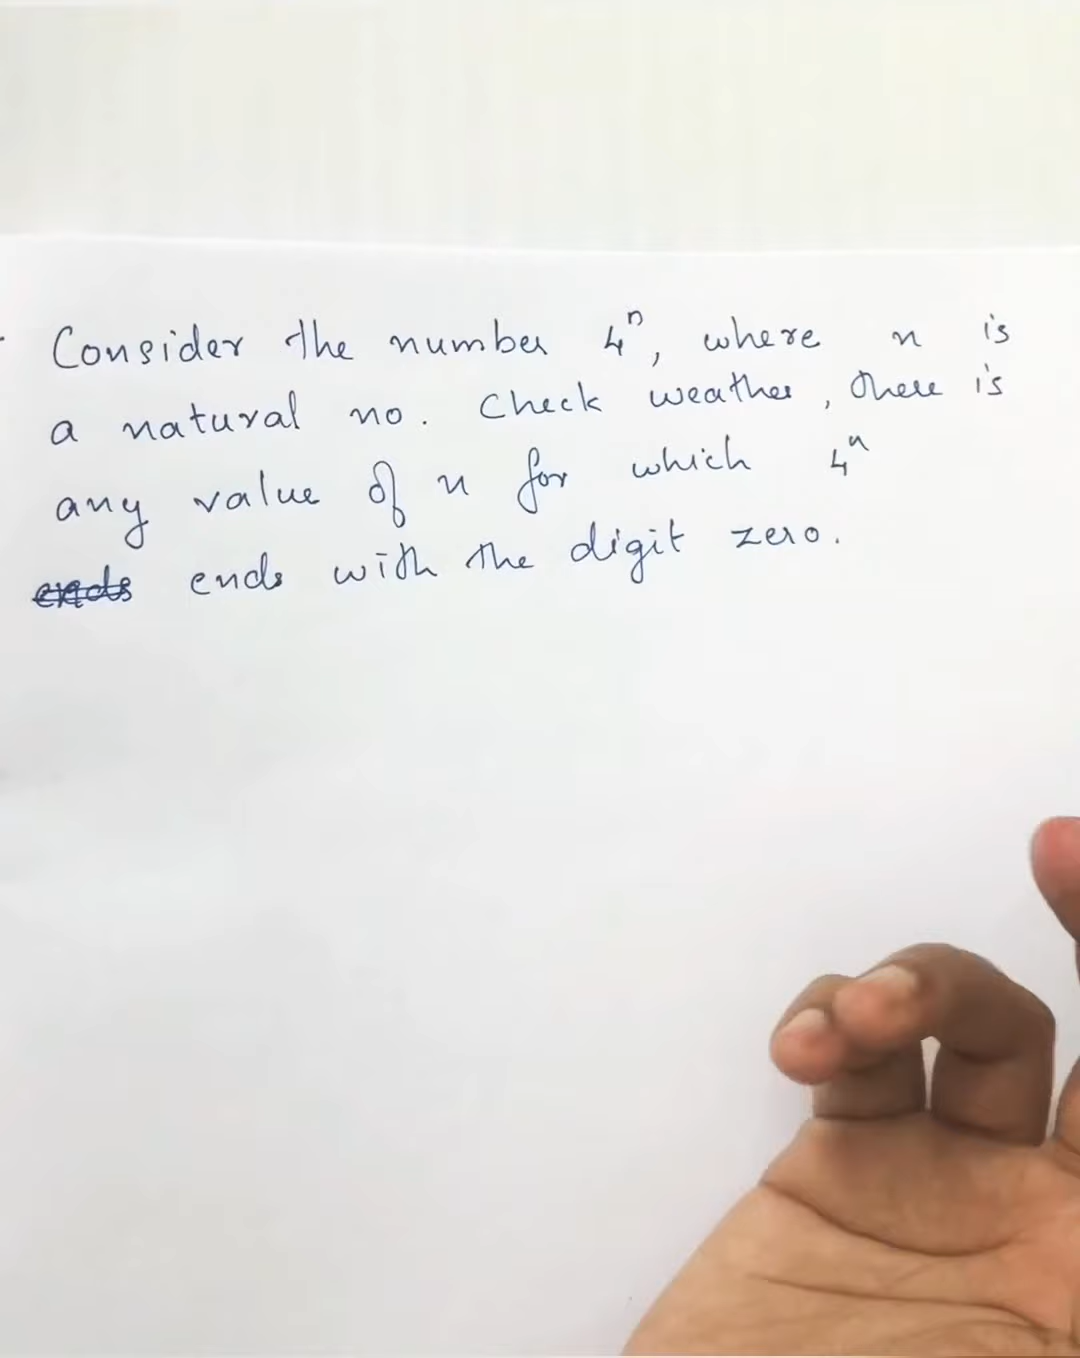 Consider the number 4ⁿ, where n is
a natural no. Check weather, there is
any value of n for which 4ⁿ
ends ends with the digit zero.